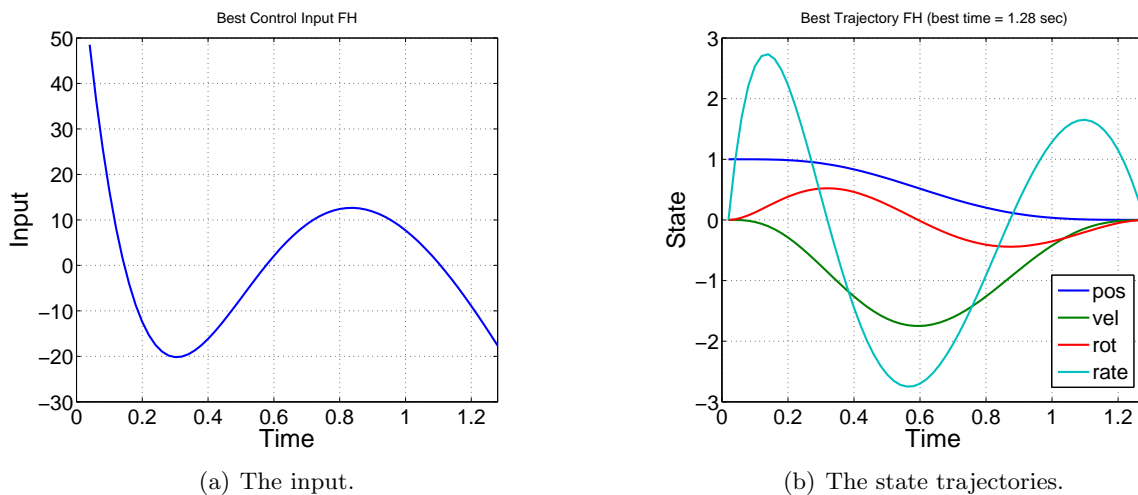 Best Control Input FH
50
40
30
20
10
0
−10
−20
−30
Input
0
0.2
0.4
0.6
0.8
1
1.2
Time
(a) The input.
Best Trajectory FH (best time = 1.28 sec)
3
2
1
0
−1
−2
−3
State
0
0.2
0.4
0.6
0.8
1
1.2
Time
pos
vel
rot
rate
(b) The state trajectories.